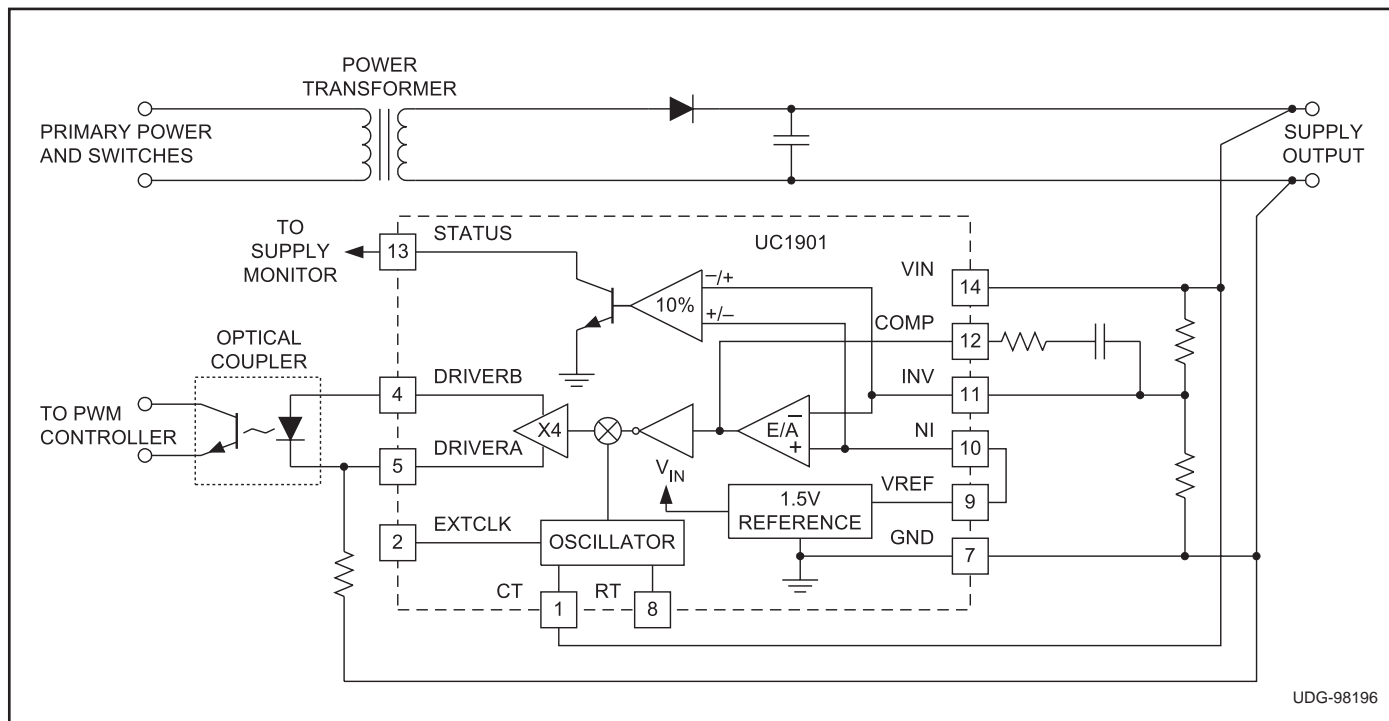 POWER
TRANSFORMER
PRIMARY POWER
AND SWITCHES
SUPPLY
OUTPUT
TO
SUPPLY
MONITOR
13
STATUS
UC1901
VIN
14
–/+
10%
+/–
COMP
12
OPTICAL
COUPLER
DRIVERB
4
INV
11
TO PWM
CONTROLLER
X4
E/A
–
+
NI
10
DRIVERA
5
VIN
1.5V
REFERENCE
VREF
9
EXTCLK
2
OSCILLATOR
GND
7
CT
1
RT
8
UDG-98196